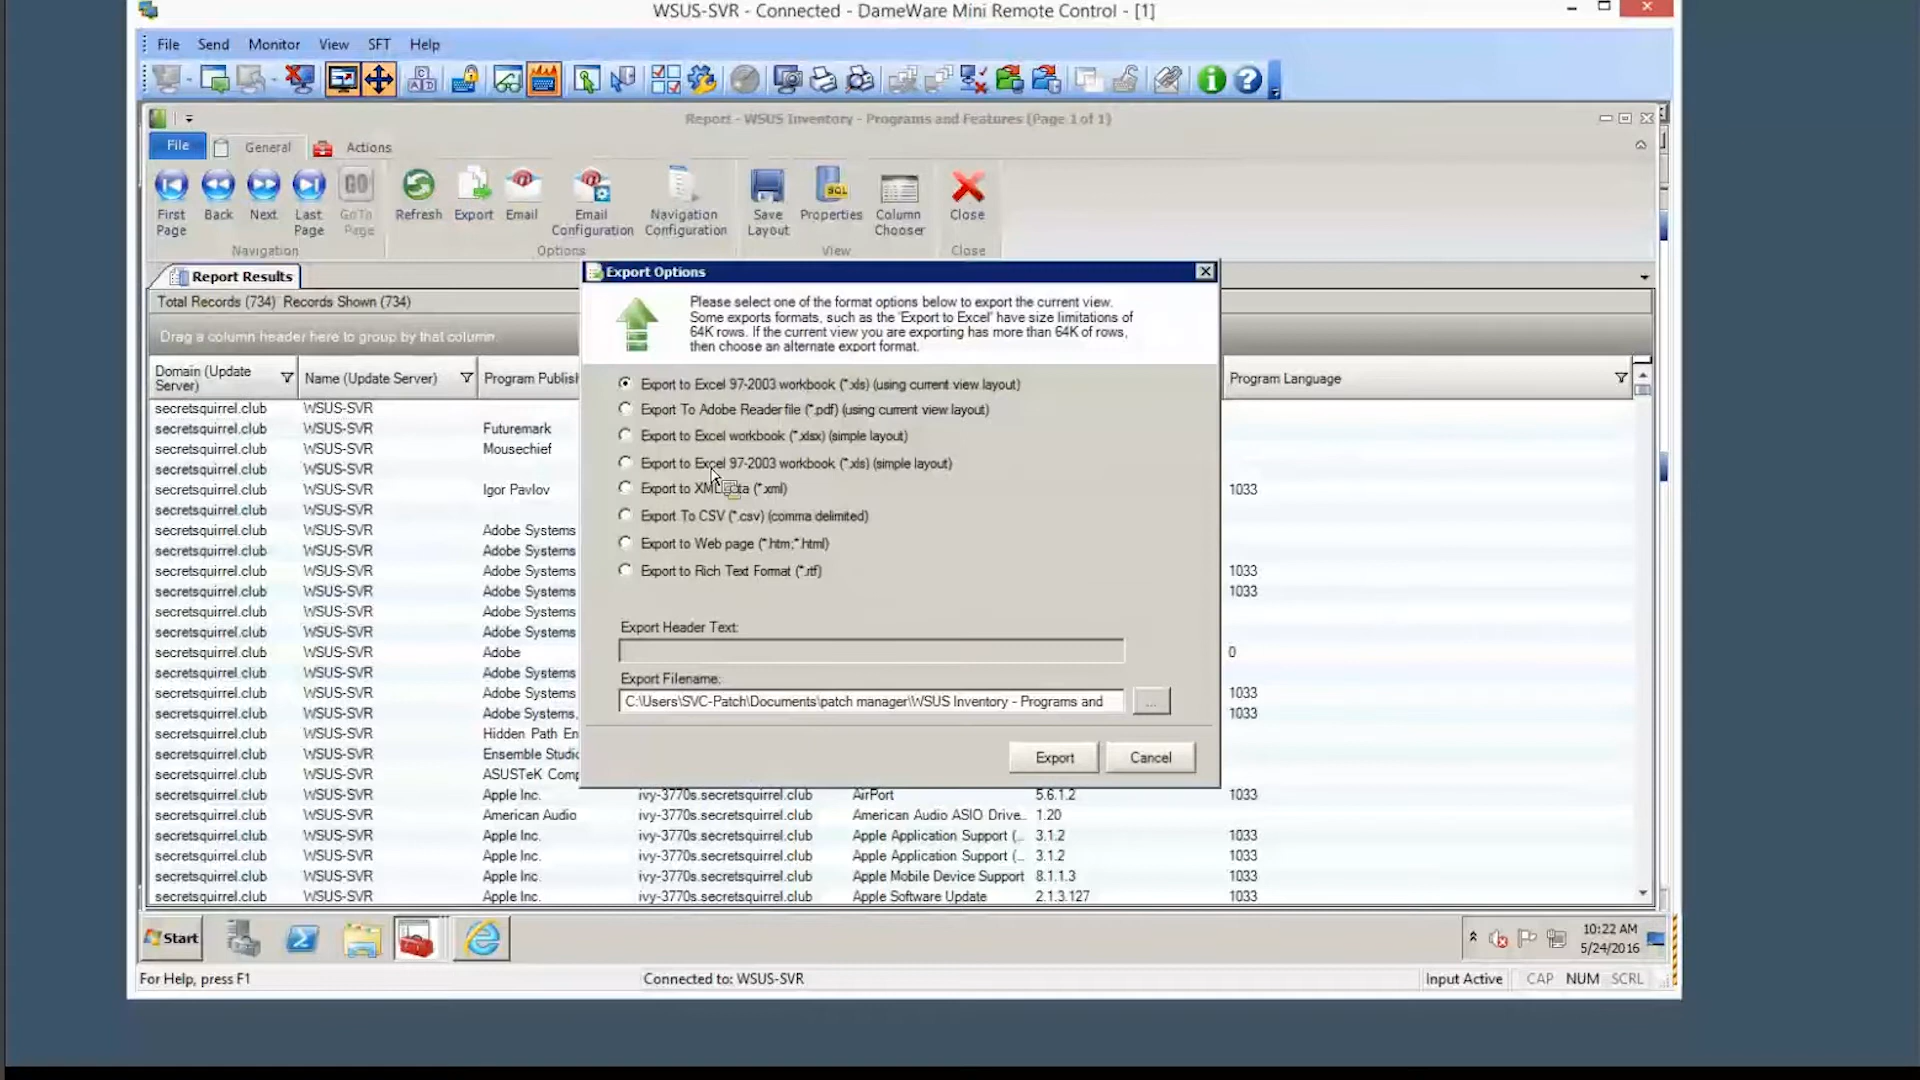 WSUS-SVR - Connected - DameWare Mini Remote Control - [1]
File Send Monitor View SFT Help
Report - WSUS Inventory - Programs and Features (Page 1 of 1)
File General Actions
GO
SQL
First Page Back Next Last Page GoTo Page Refresh Export Email Email Configuration Navigation Configuration Save Layout Properties Column Chooser Close
Navigation Options View Close
Report Results
Total Records (734) Records Shown (734)
Drag a column header here to group by that column.
Domain (Update Server) Name (Update Server) Program Publish Program Language
secretsquirrel.club WSUS-SVR
secretsquirrel.club WSUS-SVR Futuremark
secretsquirrel.club WSUS-SVR Mousechief
secretsquirrel.club WSUS-SVR
secretsquirrel.club WSUS-SVR Igor Pavlov 1033
secretsquirrel.club WSUS-SVR
secretsquirrel.club WSUS-SVR Adobe Systems
secretsquirrel.club WSUS-SVR Adobe Systems
secretsquirrel.club WSUS-SVR Adobe Systems 1033
secretsquirrel.club WSUS-SVR Adobe Systems 1033
secretsquirrel.club WSUS-SVR Adobe Systems
secretsquirrel.club WSUS-SVR Adobe Systems
secretsquirrel.club WSUS-SVR Adobe 0
secretsquirrel.club WSUS-SVR Adobe Systems 1033
secretsquirrel.club WSUS-SVR Adobe Systems 1033
secretsquirrel.club WSUS-SVR Adobe Systems, 1033
secretsquirrel.club WSUS-SVR Hidden Path En
secretsquirrel.club WSUS-SVR Ensemble Studio
secretsquirrel.club WSUS-SVR ASUSTeK Comp
secretsquirrel.club WSUS-SVR Apple Inc. ivy-3770s.secretsquirrel.club AirPort 5.6.1.2 1033
secretsquirrel.club WSUS-SVR American Audio ivy-3770s.secretsquirrel.club American Audio ASIO Drive... 1.20
secretsquirrel.club WSUS-SVR Apple Inc. ivy-3770s.secretsquirrel.club Apple Application Support (... 3.1.2 1033
secretsquirrel.club WSUS-SVR Apple Inc. ivy-3770s.secretsquirrel.club Apple Application Support (... 3.1.2 1033
secretsquirrel.club WSUS-SVR Apple Inc. ivy-3770s.secretsquirrel.club Apple Mobile Device Support 8.1.1.3 1033
secretsquirrel.club WSUS-SVR Apple Inc. ivy-3770s.secretsquirrel.club Apple Software Update 2.1.3.127 1033
Export Options
Please select one of the format options below to export the current view.
Some exports formats, such as the 'Export to Excel' have size limitations of
64K rows. If the current view you are exporting has more than 64K of rows,
then choose an alternate export format.
Export to Excel 97-2003 workbook (*.xls) (using current view layout)
Export To Adobe Reader file (*.pdf) (using current view layout)
Export to Excel workbook (*.xlsx) (simple layout)
Export to Excel 97-2003 workbook (*.xls) (simple layout)
Export to XML (*.xml)
Export To CSV (*.csv) (comma delimited)
Export to Web page (*.htm;*.html)
Export to Rich Text Format (*.rtf)
Export Header Text:
Export Filename:
C:\Users\SVC-Patch\Documents\patch manager\WSUS Inventory - Programs and
...
Export Cancel
Start
10:22 AM
5/24/2016
For Help, press F1 Connected to: WSUS-SVR Input Active CAP NUM SCRL